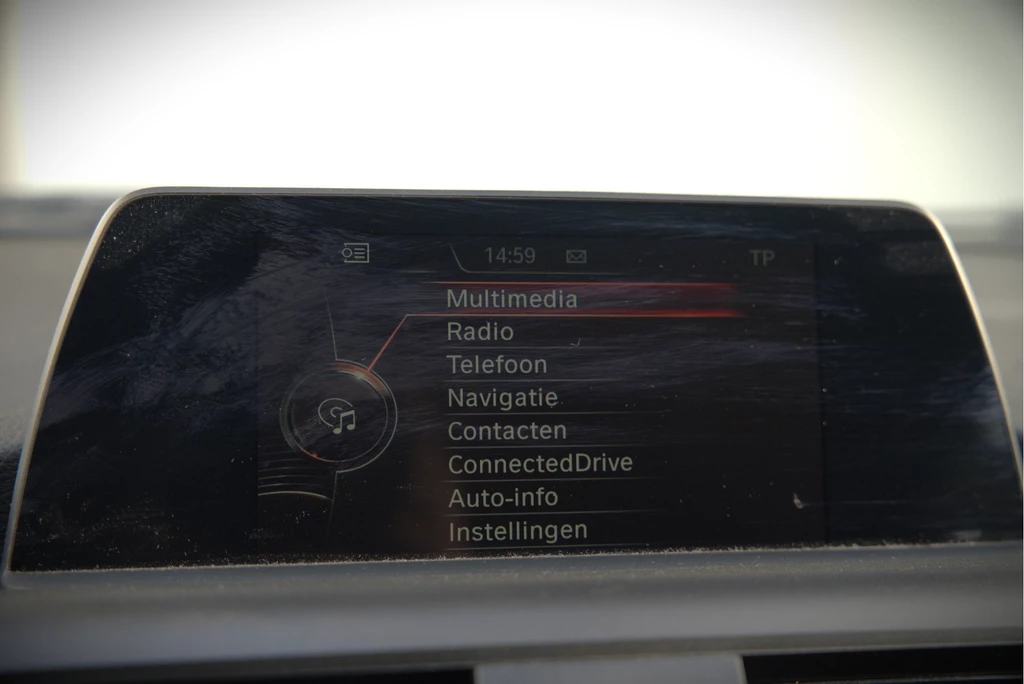 14:59 TP
Multimedia
Radio
Telefoon
Navigatie
Contacten
ConnectedDrive
Auto-info
Instellingen